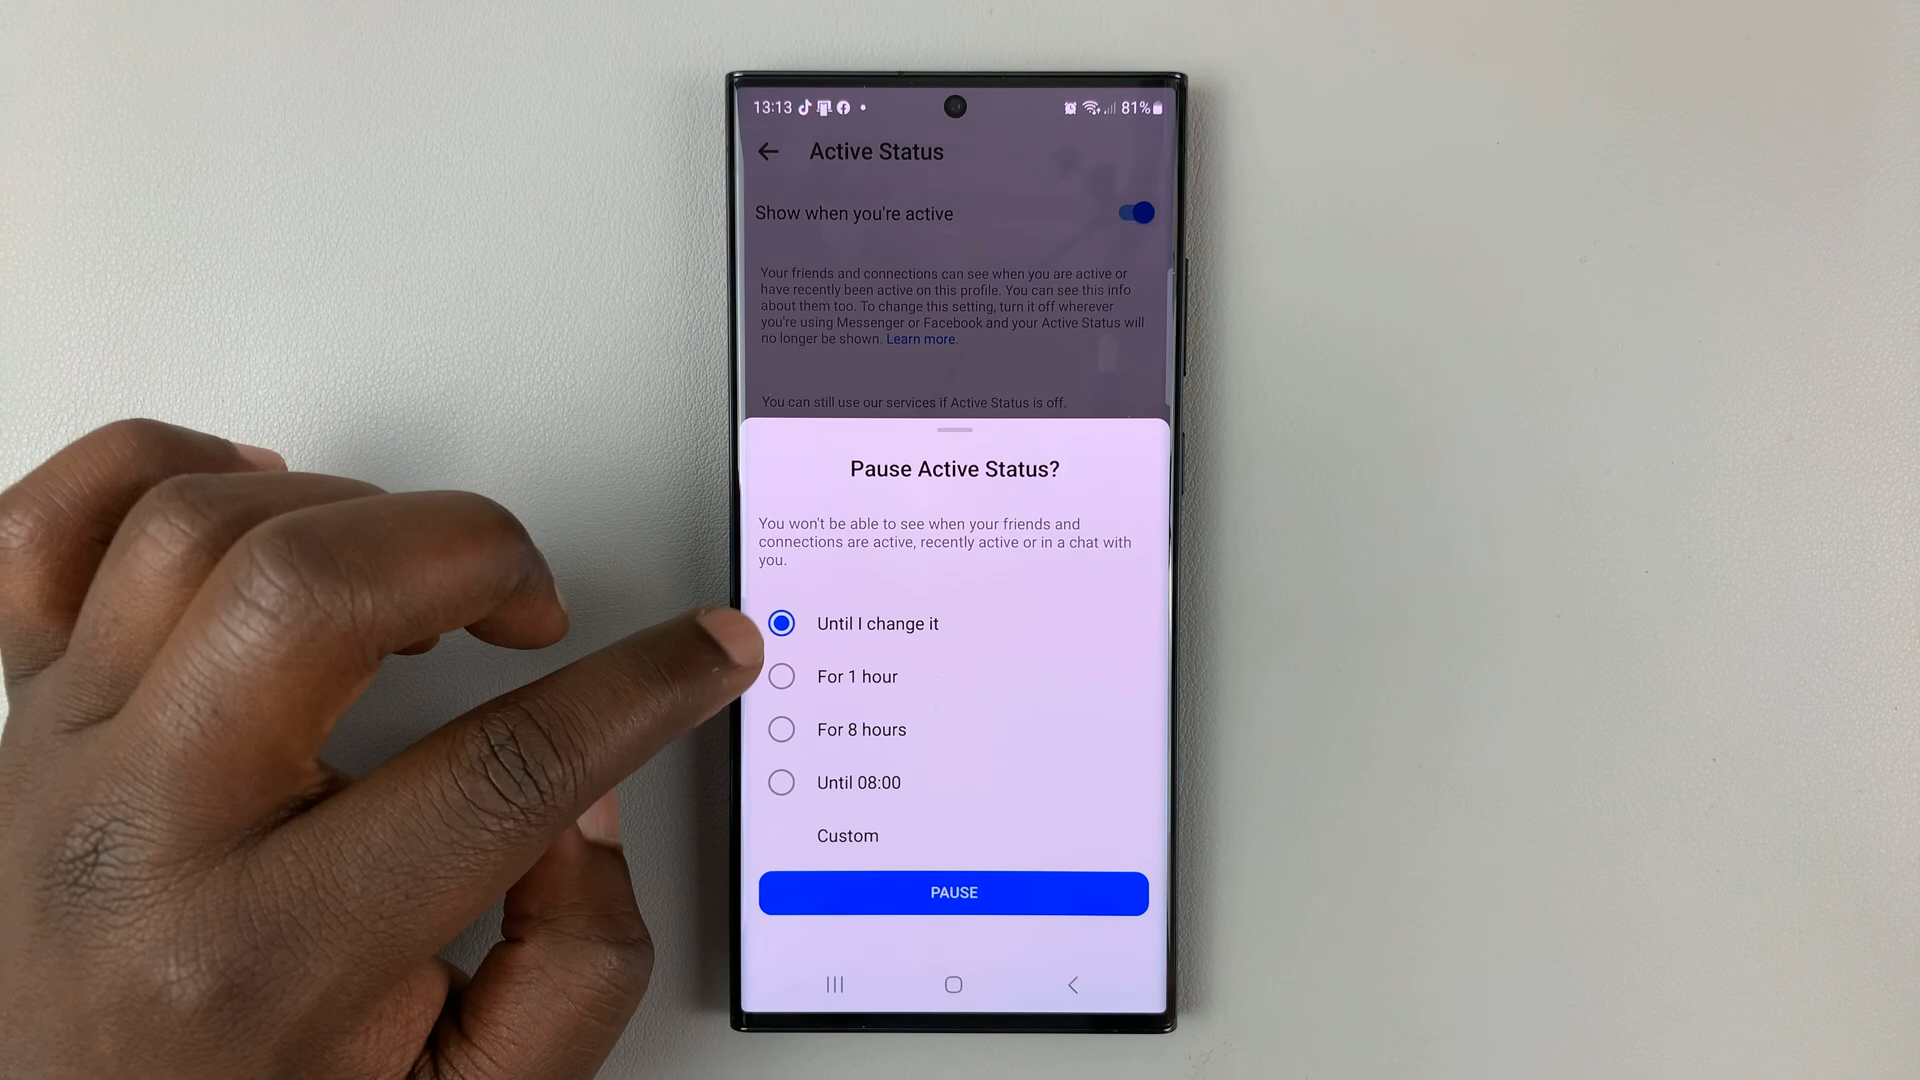 13:13 81%
Active Status
Show when you're active
Your friends and connections can see when you are active or
have recently been active on this profile. You can see this info
about them too. To change this setting, turn it off wherever
you're using Messenger or Facebook and your Active Status will
no longer be shown. Learn more.
You can still use our services if Active Status is off.
Pause Active Status?
You won't be able to see when your friends and
connections are active, recently active or in a chat with
you.
Until I change it
For 1 hour
For 8 hours
Until 08:00
Custom
PAUSE